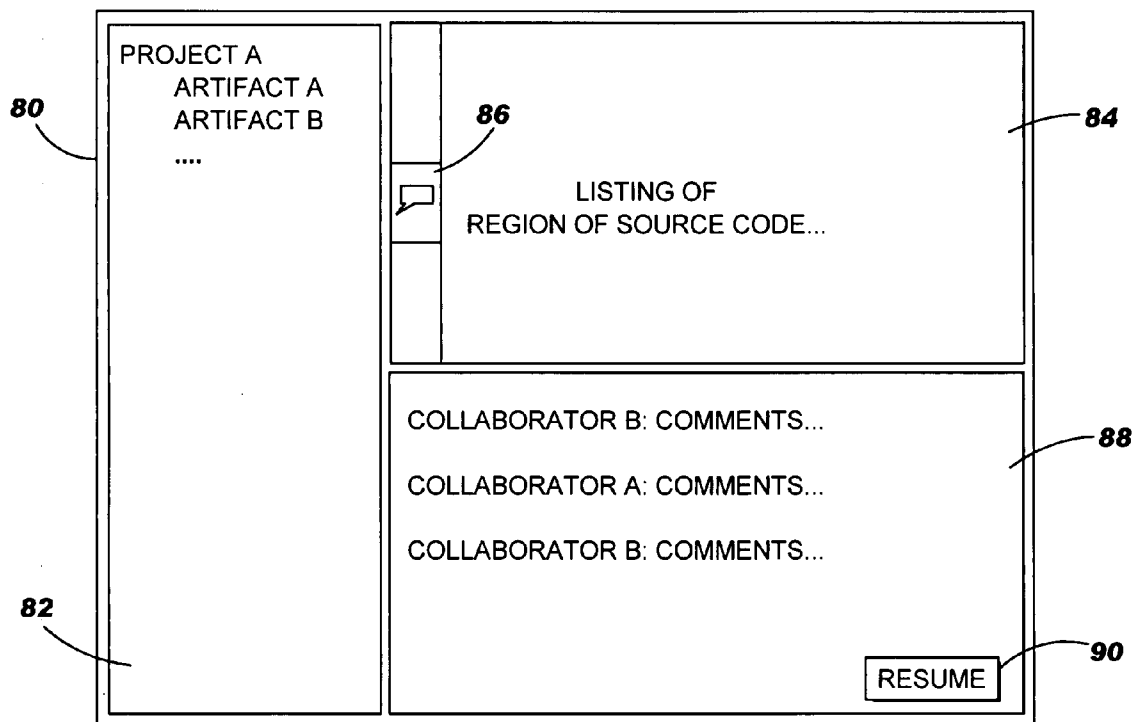 PROJECT A
ARTIFACT A
ARTIFACT B
....
80
86
84
LISTING OF
REGION OF SOURCE CODE...
COLLABORATOR B: COMMENTS...
88
COLLABORATOR A: COMMENTS...
COLLABORATOR B: COMMENTS...
82
90
RESUME